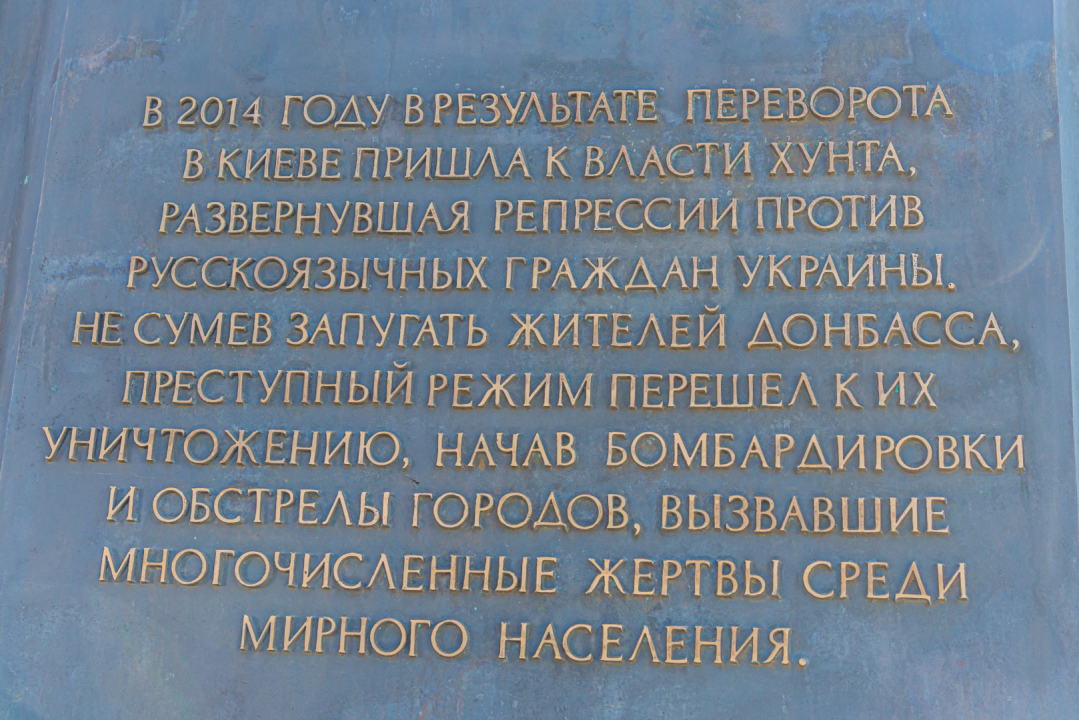 В 2014 ГОДУ В РЕЗУЛЬТАТЕ ПЕРЕВОРОТА
В КИЕВЕ ПРИШЛА К ВЛАСТИ ХУНТА,
РАЗВЕРНУВШАЯ РЕПРЕССИИ ПРОТИВ
РУССКОЯЗЫЧНЫХ ГРАЖДАН УКРАИНЫ.
НЕ СУМЕВ ЗАПУГАТЬ ЖИТЕЛЕЙ ДОНБАССА,
ПРЕСТУПНЫЙ РЕЖИМ ПЕРЕШЕЛ К ИХ
УНИЧТОЖЕНИЮ, НАЧАВ БОМБАРДИРОВКИ
И ОБСТРЕЛЫ ГОРОДОВ, ВЫЗВАВШИЕ
МНОГОЧИСЛЕННЫЕ ЖЕРТВЫ СРЕДИ
МИРНОГО НАСЕЛЕНИЯ.